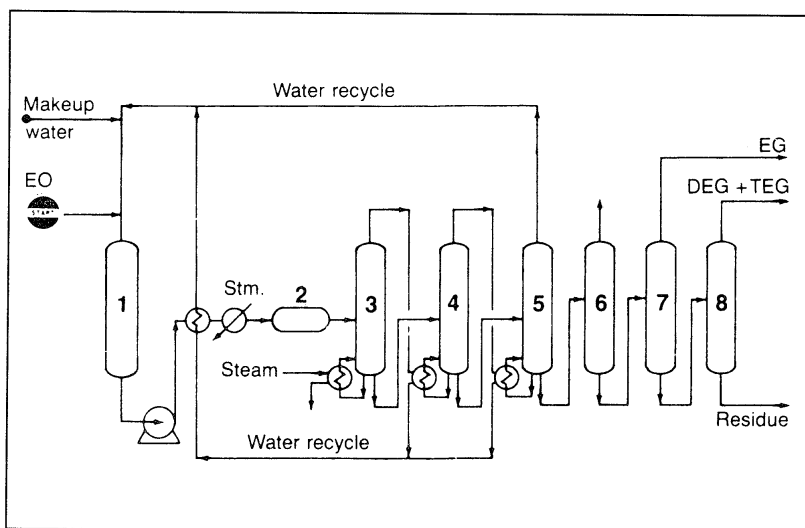 Water recycle
Makeup
water
EO
START
EG
DEG + TEG
1
Stm.
2
3
4
5
6
7
8
Steam
Residue
Water recycle